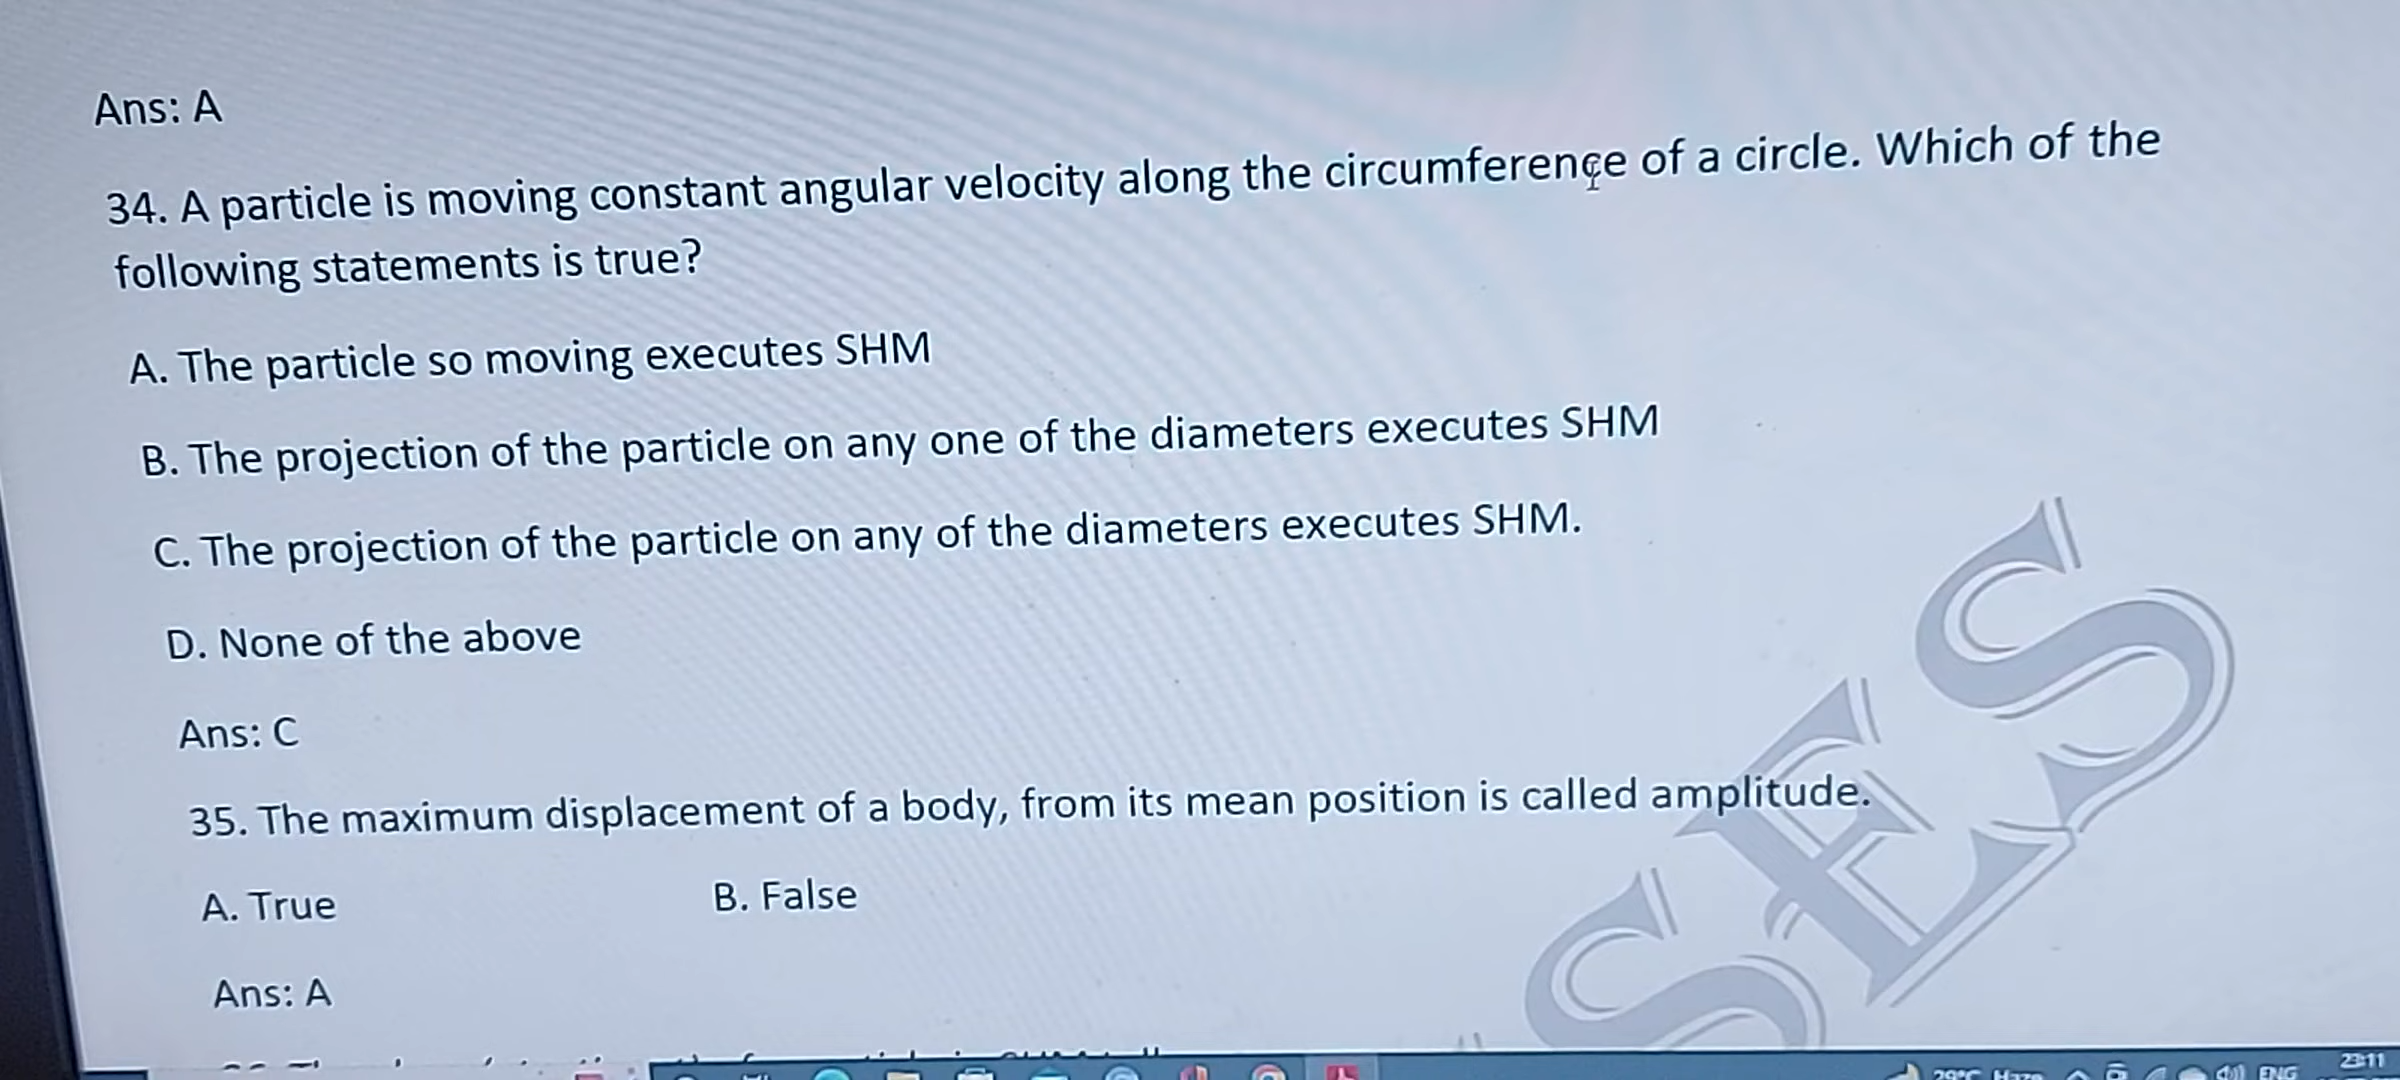 Ans: A
34. A particle is moving constant angular velocity along the circumference of a circle. Which of the
following statements is true?
A. The particle so moving executes SHM
B. The projection of the particle on any one of the diameters executes SHM
C. The projection of the particle on any of the diameters executes SHM.
D. None of the above
Ans: C
35. The maximum displacement of a body, from its mean position is called amplitude.
A. True B. False
Ans: A
SES
29°C Haze ENG 23:11